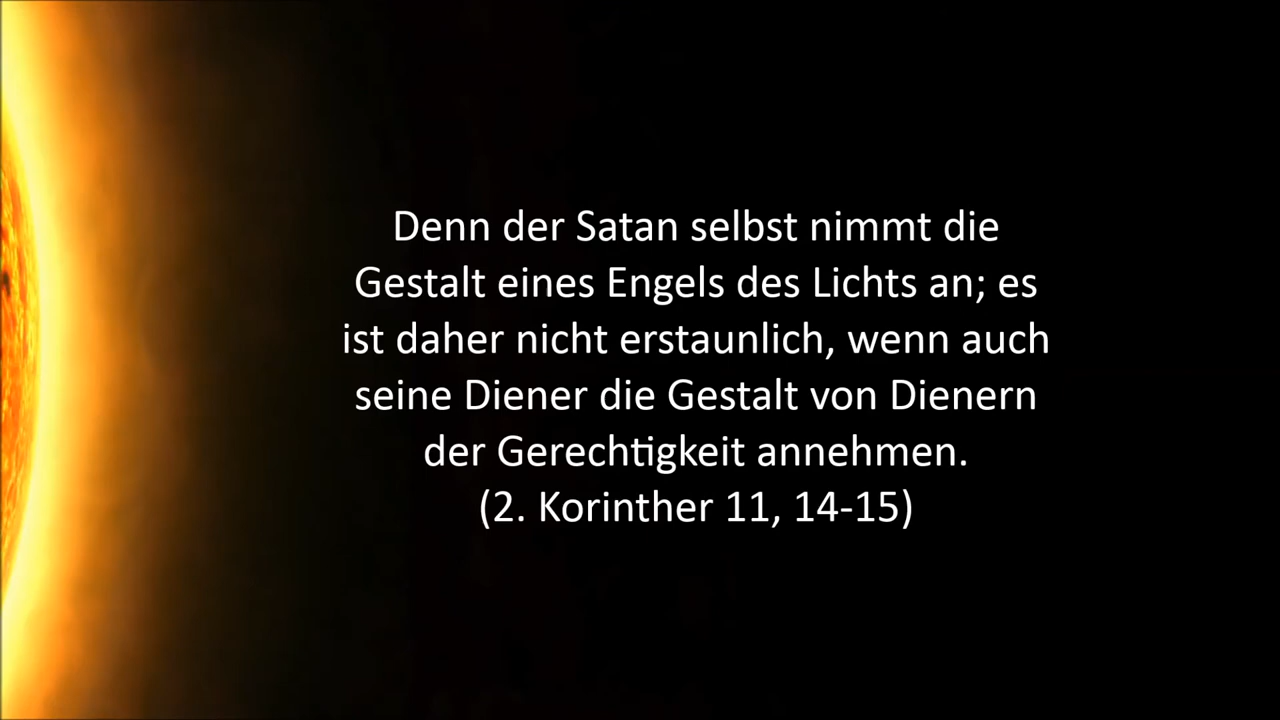 Denn der Satan selbst nimmt die
Gestalt eines Engels des Lichts an; es
ist daher nicht erstaunlich, wenn auch
seine Diener die Gestalt von Dienern
der Gerechtigkeit annehmen.
(2. Korinther 11, 14-15)